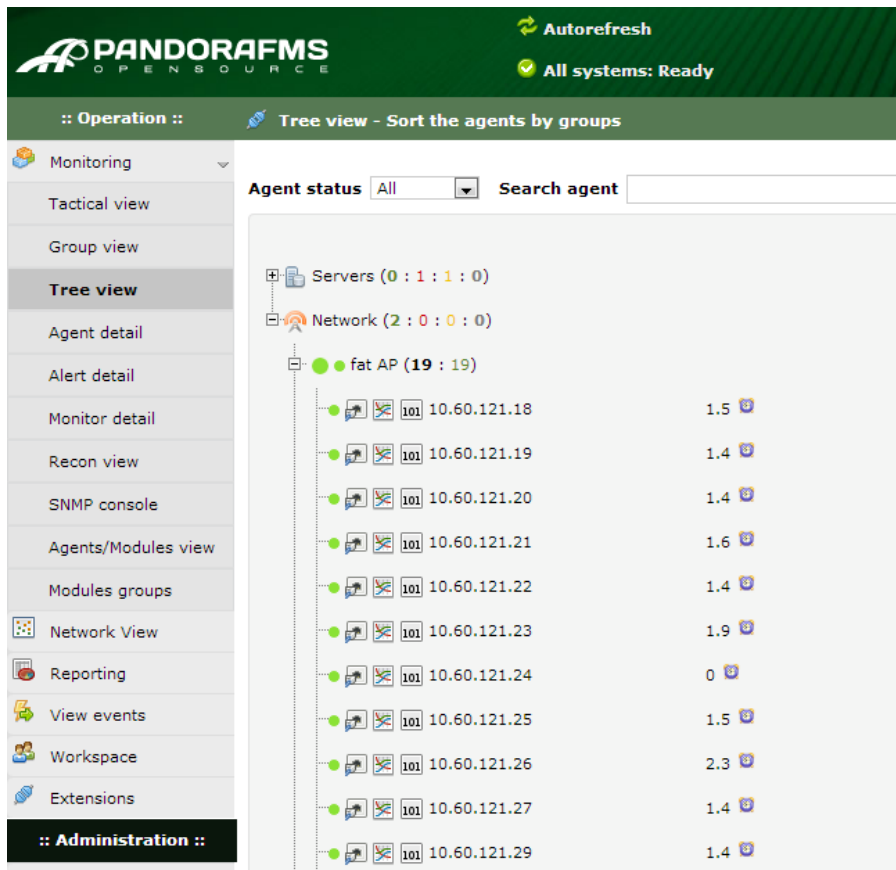 PANDORAFMS
OPENSOURCE
Autorefresh
All systems: Ready
:: Operation ::
Tree view - Sort the agents by groups
Monitoring
Tactical view
Group view
Tree view
Agent detail
Alert detail
Monitor detail
Recon view
SNMP console
Agents/Modules view
Modules groups
Network View
Reporting
View events
Workspace
Extensions
:: Administration ::
Agent status All Search agent
Servers (0 : 1 : 1 : 0)
Network (2 : 0 : 0 : 0)
fat AP (19 : 19)
101 10.60.121.18 1.5
101 10.60.121.19 1.4
101 10.60.121.20 1.4
101 10.60.121.21 1.6
101 10.60.121.22 1.4
101 10.60.121.23 1.9
101 10.60.121.24 0
101 10.60.121.25 1.5
101 10.60.121.26 2.3
101 10.60.121.27 1.4
101 10.60.121.29 1.4